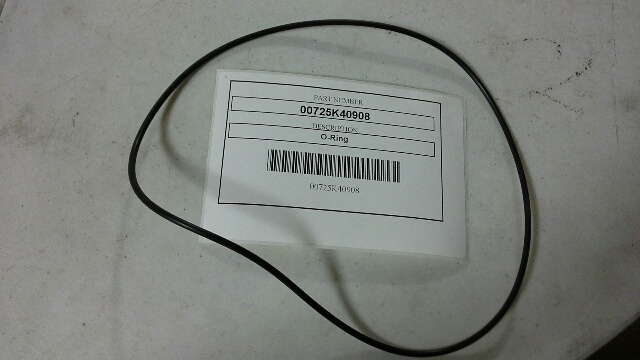 PART NUMBER
00725K40908
DESCRIPTION
O-Ring
00725K40908